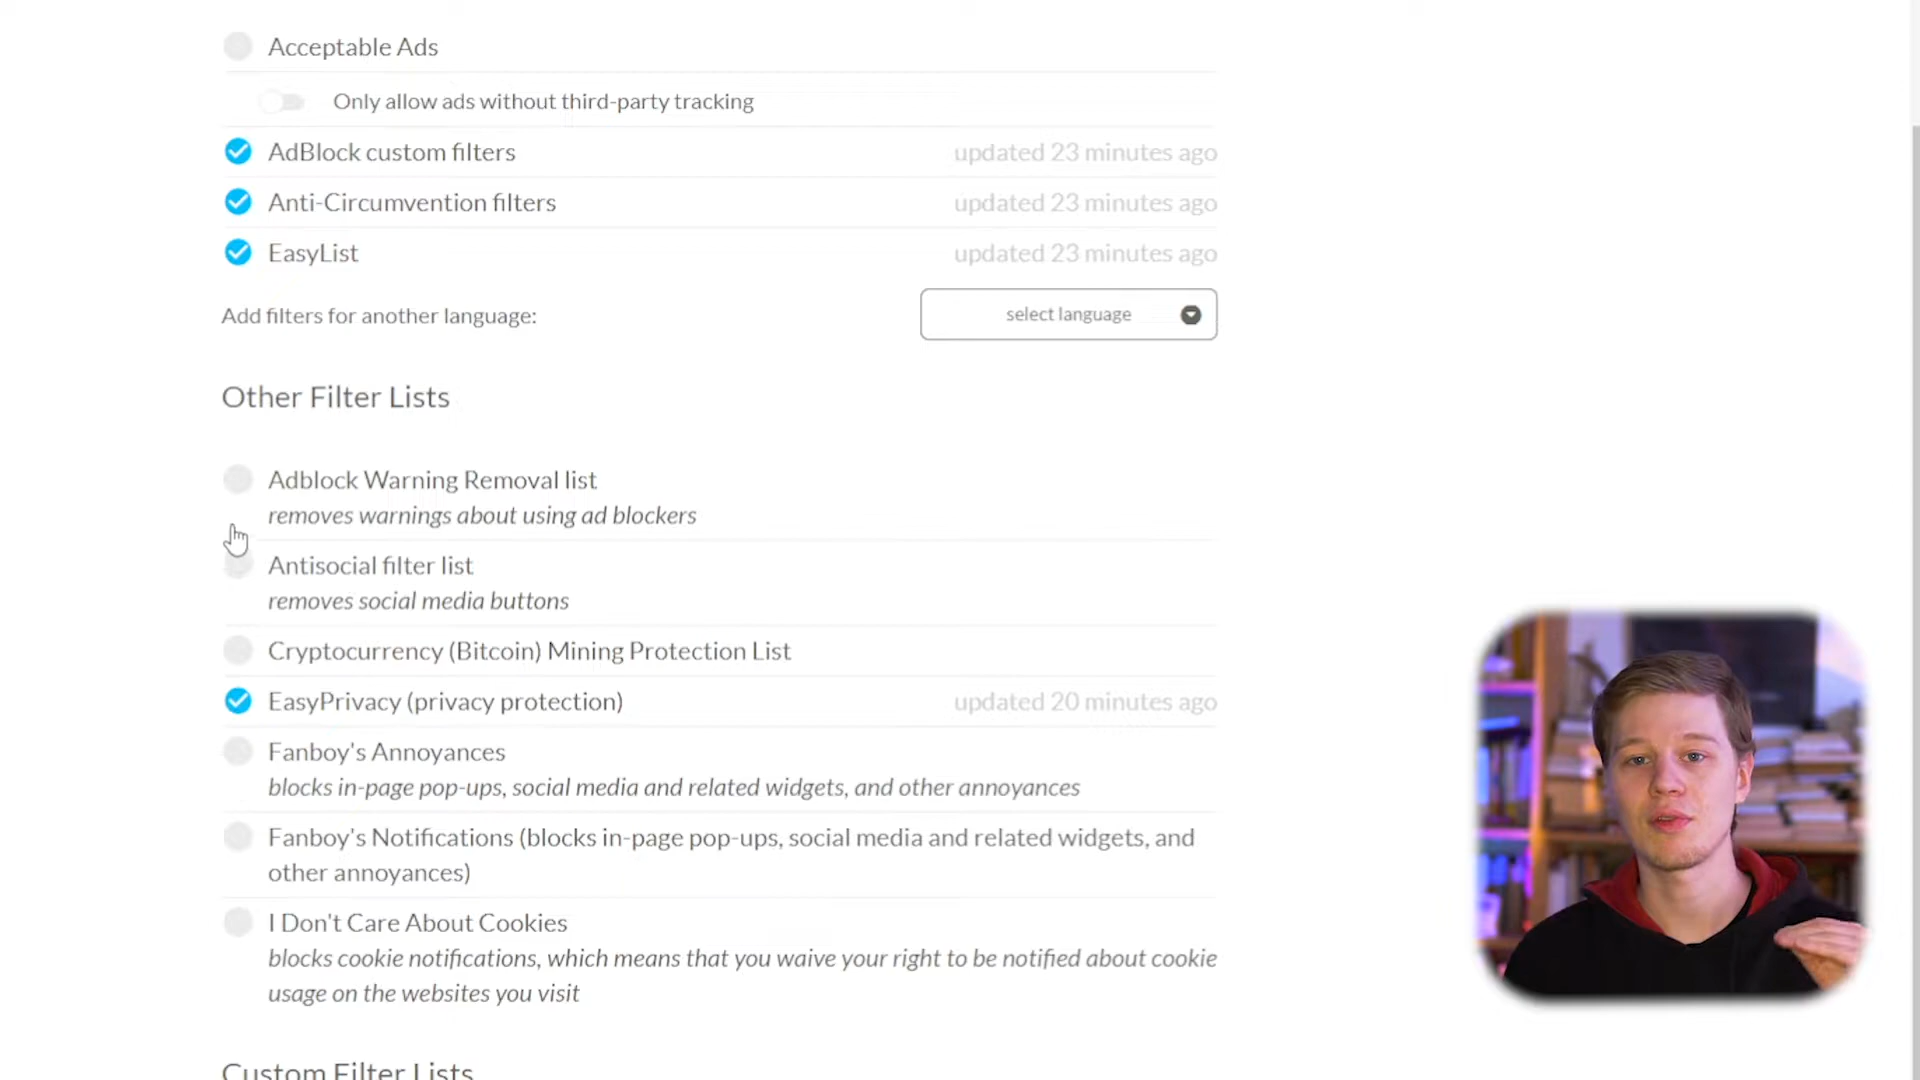 Acceptable Ads
Only allow ads without third-party tracking
AdBlock custom filters updated 23 minutes ago
Anti-Circumvention filters updated 23 minutes ago
EasyList updated 23 minutes ago
Add filters for another language: select language
Other Filter Lists
Adblock Warning Removal list
removes warnings about using ad blockers
Antisocial filter list
removes social media buttons
Cryptocurrency (Bitcoin) Mining Protection List
EasyPrivacy (privacy protection) updated 20 minutes ago
Fanboy's Annoyances
blocks in-page pop-ups, social media and related widgets, and other annoyances
Fanboy's Notifications (blocks in-page pop-ups, social media and related widgets, and
other annoyances)
I Don't Care About Cookies
blocks cookie notifications, which means that you waive your right to be notified about cookie
usage on the websites you visit
Custom Filter Lists